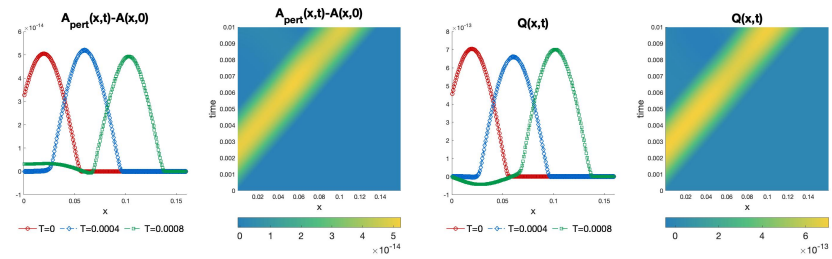 A_pert(x,t)-A(x,0)
×10^-14
6
5
4
3
2
1
0
-1
0 0.05 0.1 0.15
x
T=0 T=0.0004 T=0.0008
A_pert(x,t)-A(x,0)
time
0.01
0.009
0.008
0.007
0.006
0.005
0.004
0.003
0.002
0.001
0
0.02 0.04 0.06 0.08 0.1 0.12 0.14
x
0 1 2 3 4 5
×10^-14
Q(x,t)
8 ×10^-13
7
6
5
4
3
2
1
0
-1
0 0.05 0.1 0.15
x
T=0 T=0.0004 T=0.0008
Q(x,t)
time
0.01
0.009
0.008
0.007
0.006
0.005
0.004
0.003
0.002
0.001
0
0.02 0.04 0.06 0.08 0.1 0.12 0.14
x
0 2 4 6
×10^-13